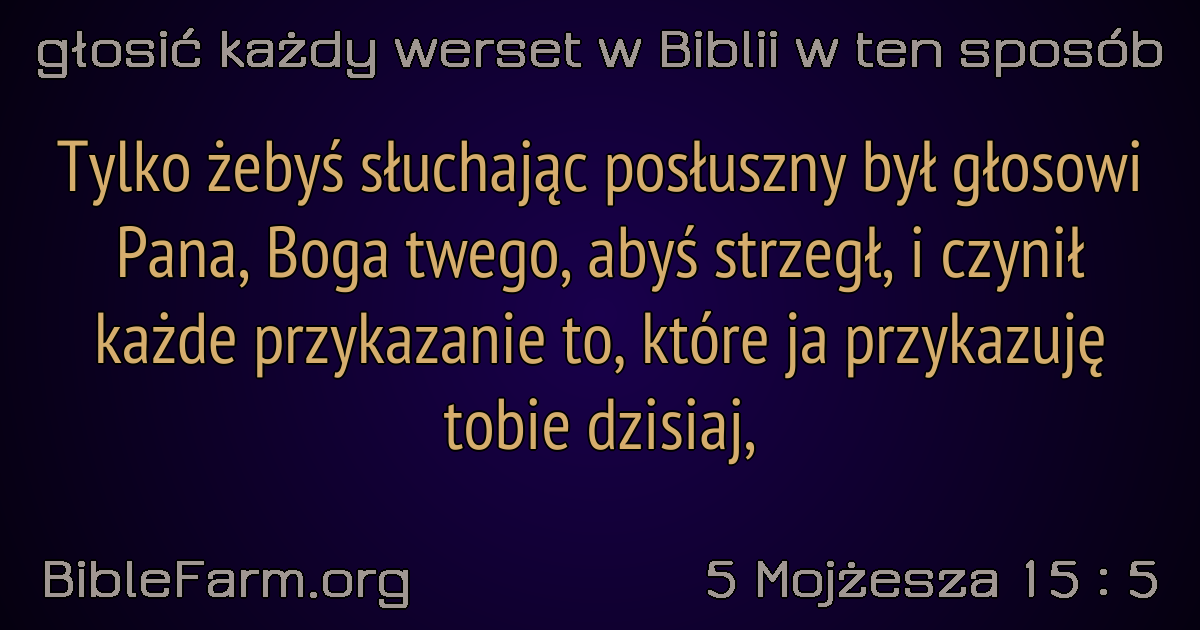 głosić każdy werset w Biblii w ten sposób
Tylko żebyś słuchając posłuszny był głosowi
Pana, Boga twego, abyś strzegł, i czynił
każde przykazanie to, które ja przykazuję
tobie dzisiaj,
BibleFarm.org
5 Mojżesza 15 : 5